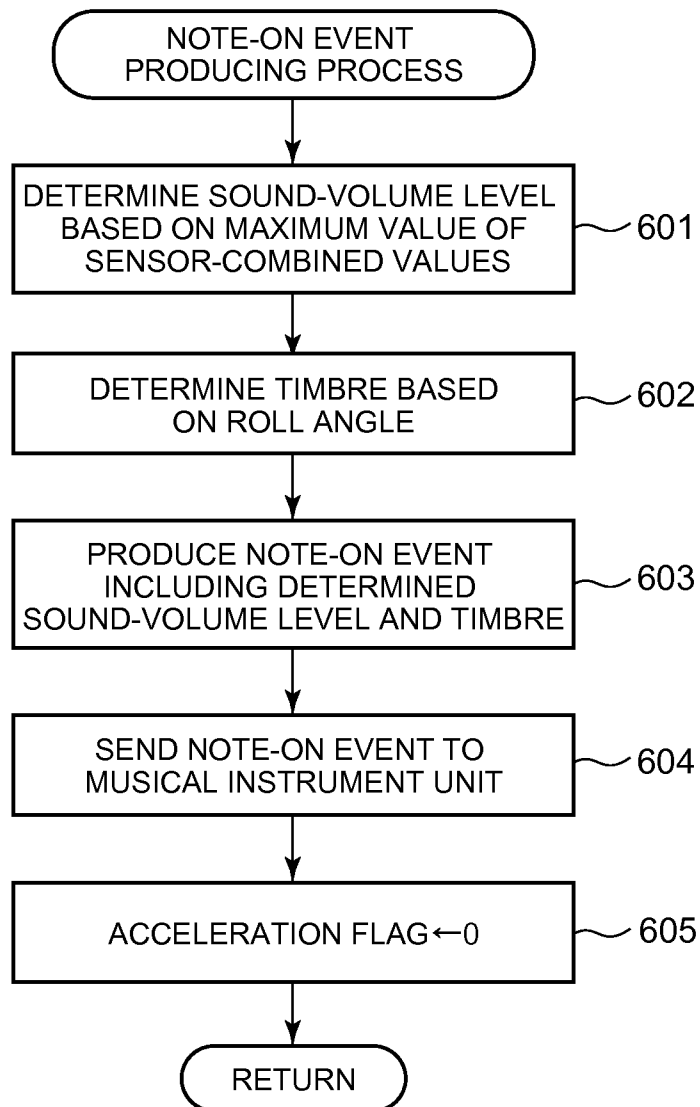 NOTE-ON EVENT
PRODUCING PROCESS
DETERMINE SOUND-VOLUME LEVEL
BASED ON MAXIMUM VALUE OF
SENSOR-COMBINED VALUES
601
DETERMINE TIMBRE BASED
ON ROLL ANGLE
602
PRODUCE NOTE-ON EVENT
INCLUDING DETERMINED
SOUND-VOLUME LEVEL AND TIMBRE
603
SEND NOTE-ON EVENT TO
MUSICAL INSTRUMENT UNIT
604
ACCELERATION FLAG←0
605
RETURN